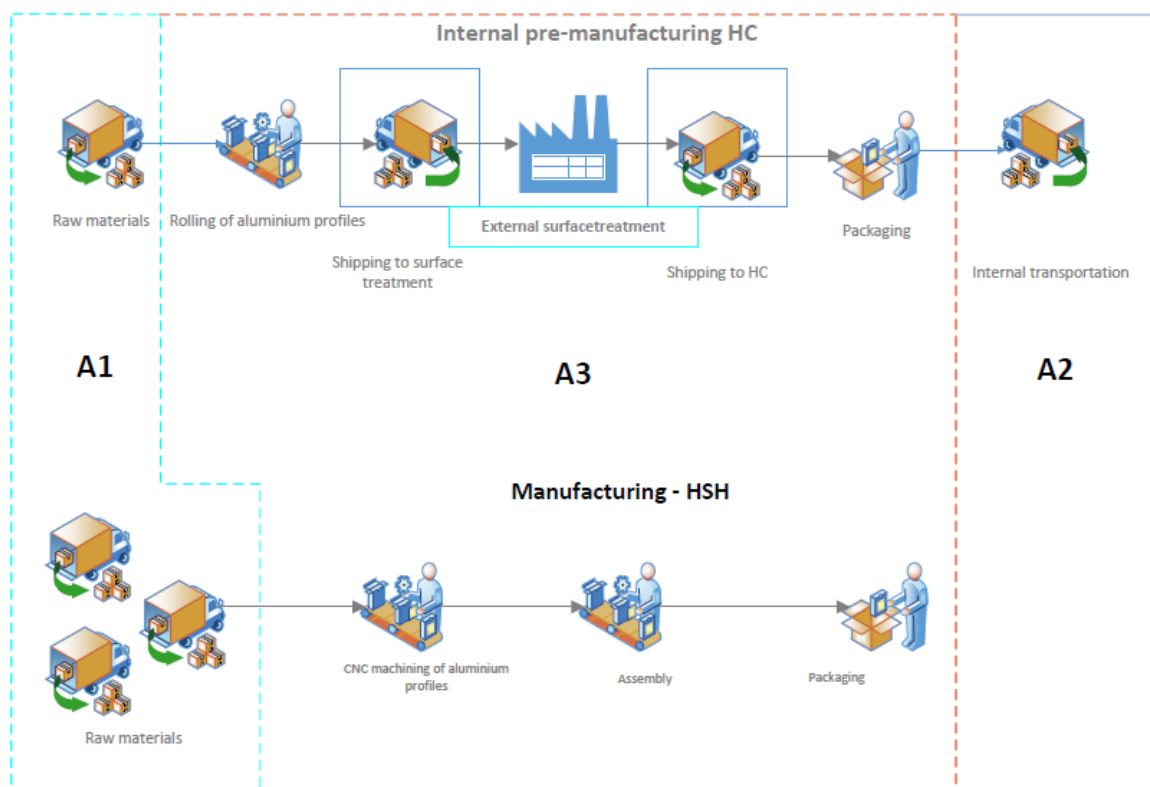 Internal pre-manufacturing HC
Raw materials
Rolling of aluminium profiles
External surfacetreatment
Packaging
Shipping to surface
treatment
Shipping to HC
Internal transportation
A1
A3
A2
Manufacturing - HSH
CNC machining of aluminium
profiles
Assembly
Packaging
Raw materials